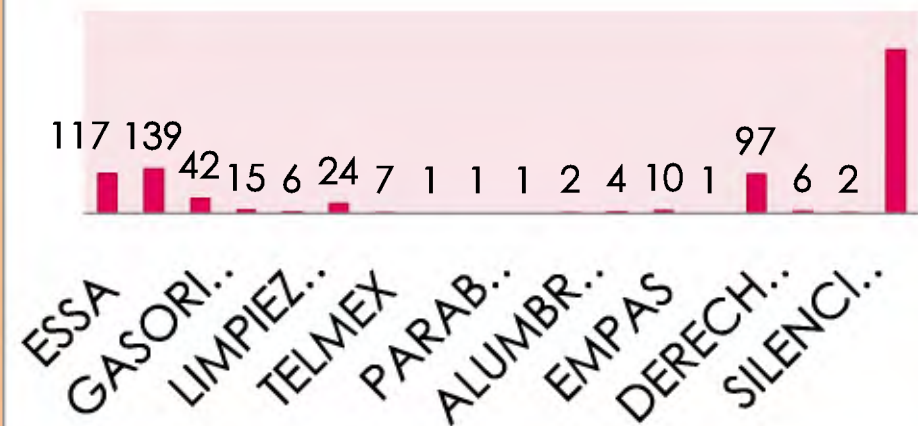 117 139 42 15 6 24 7 1 1 1 2 4 10 1 97 6 2
ESSA
GASORI..
LIMPIEZ..
TELMEX
PARAB..
ALUMBR..
EMPAS
DERECH..
SILENCI..